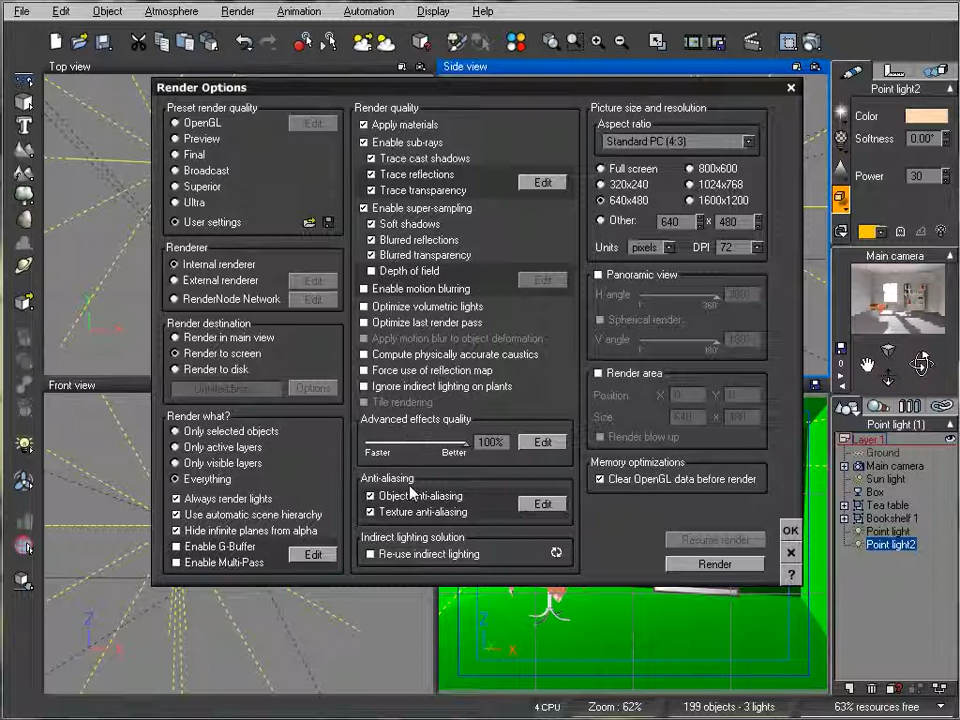 File Edit Object Atmosphere Render Animation Automation Display Help
Top view
Side view
Front view
Render Options
Preset render quality
OpenGL
Edit
Preview
Final
Broadcast
Superior
Ultra
User settings
Renderer
Internal renderer
External renderer
Edit
RenderNode Network
Edit
Render destination
Render in main view
Render to screen
Render to disk
Options
Render what?
Only selected objects
Only active layers
Only visible layers
Everything
Always render lights
Use automatic scene hierarchy
Hide infinite planes from alpha
Enable G-Buffer
Enable Multi-Pass
Edit
Render quality
Apply materials
Enable sub-rays
Trace cast shadows
Trace reflections
Trace transparency
Edit
Enable super-sampling
Soft shadows
Blurred reflections
Blurred transparency
Depth of field
Enable motion blurring
Edit
Optimize volumetric lights
Optimize last render pass
Apply motion blur to object deformation
Compute physically accurate caustics
Force use of reflection map
Ignore indirect lighting on plants
Tile rendering
Advanced effects quality
Faster Better
100%
Edit
Anti-aliasing
Object anti-aliasing
Texture anti-aliasing
Edit
Indirect lighting solution
Re-use indirect lighting
Picture size and resolution
Aspect ratio
Standard PC (4:3)
Full screen 800x600
320x240 1024x768
640x480 1600x1200
Other: 640 x 480
Units pixels DPI 72
Panoramic view
H angle 1 360° 360°
Spherical render
V angle 1 180° 180°
Render area
Position X 0 Y 0
Size 640 x 480
Render blow up
Memory optimizations
Clear OpenGL data before render
Resume render
Render
OK
?
Point light2
Color
Softness 0.00°
Power 30
Main camera
Point light (1)
Layer 1
Ground
Main camera
Sun light
Box
Tea table
Bookshelf 1
Point light
Point light2
Z
Z
X
Z
X
4 CPU
Zoom : 62%
199 objects - 3 lights
63% resources free